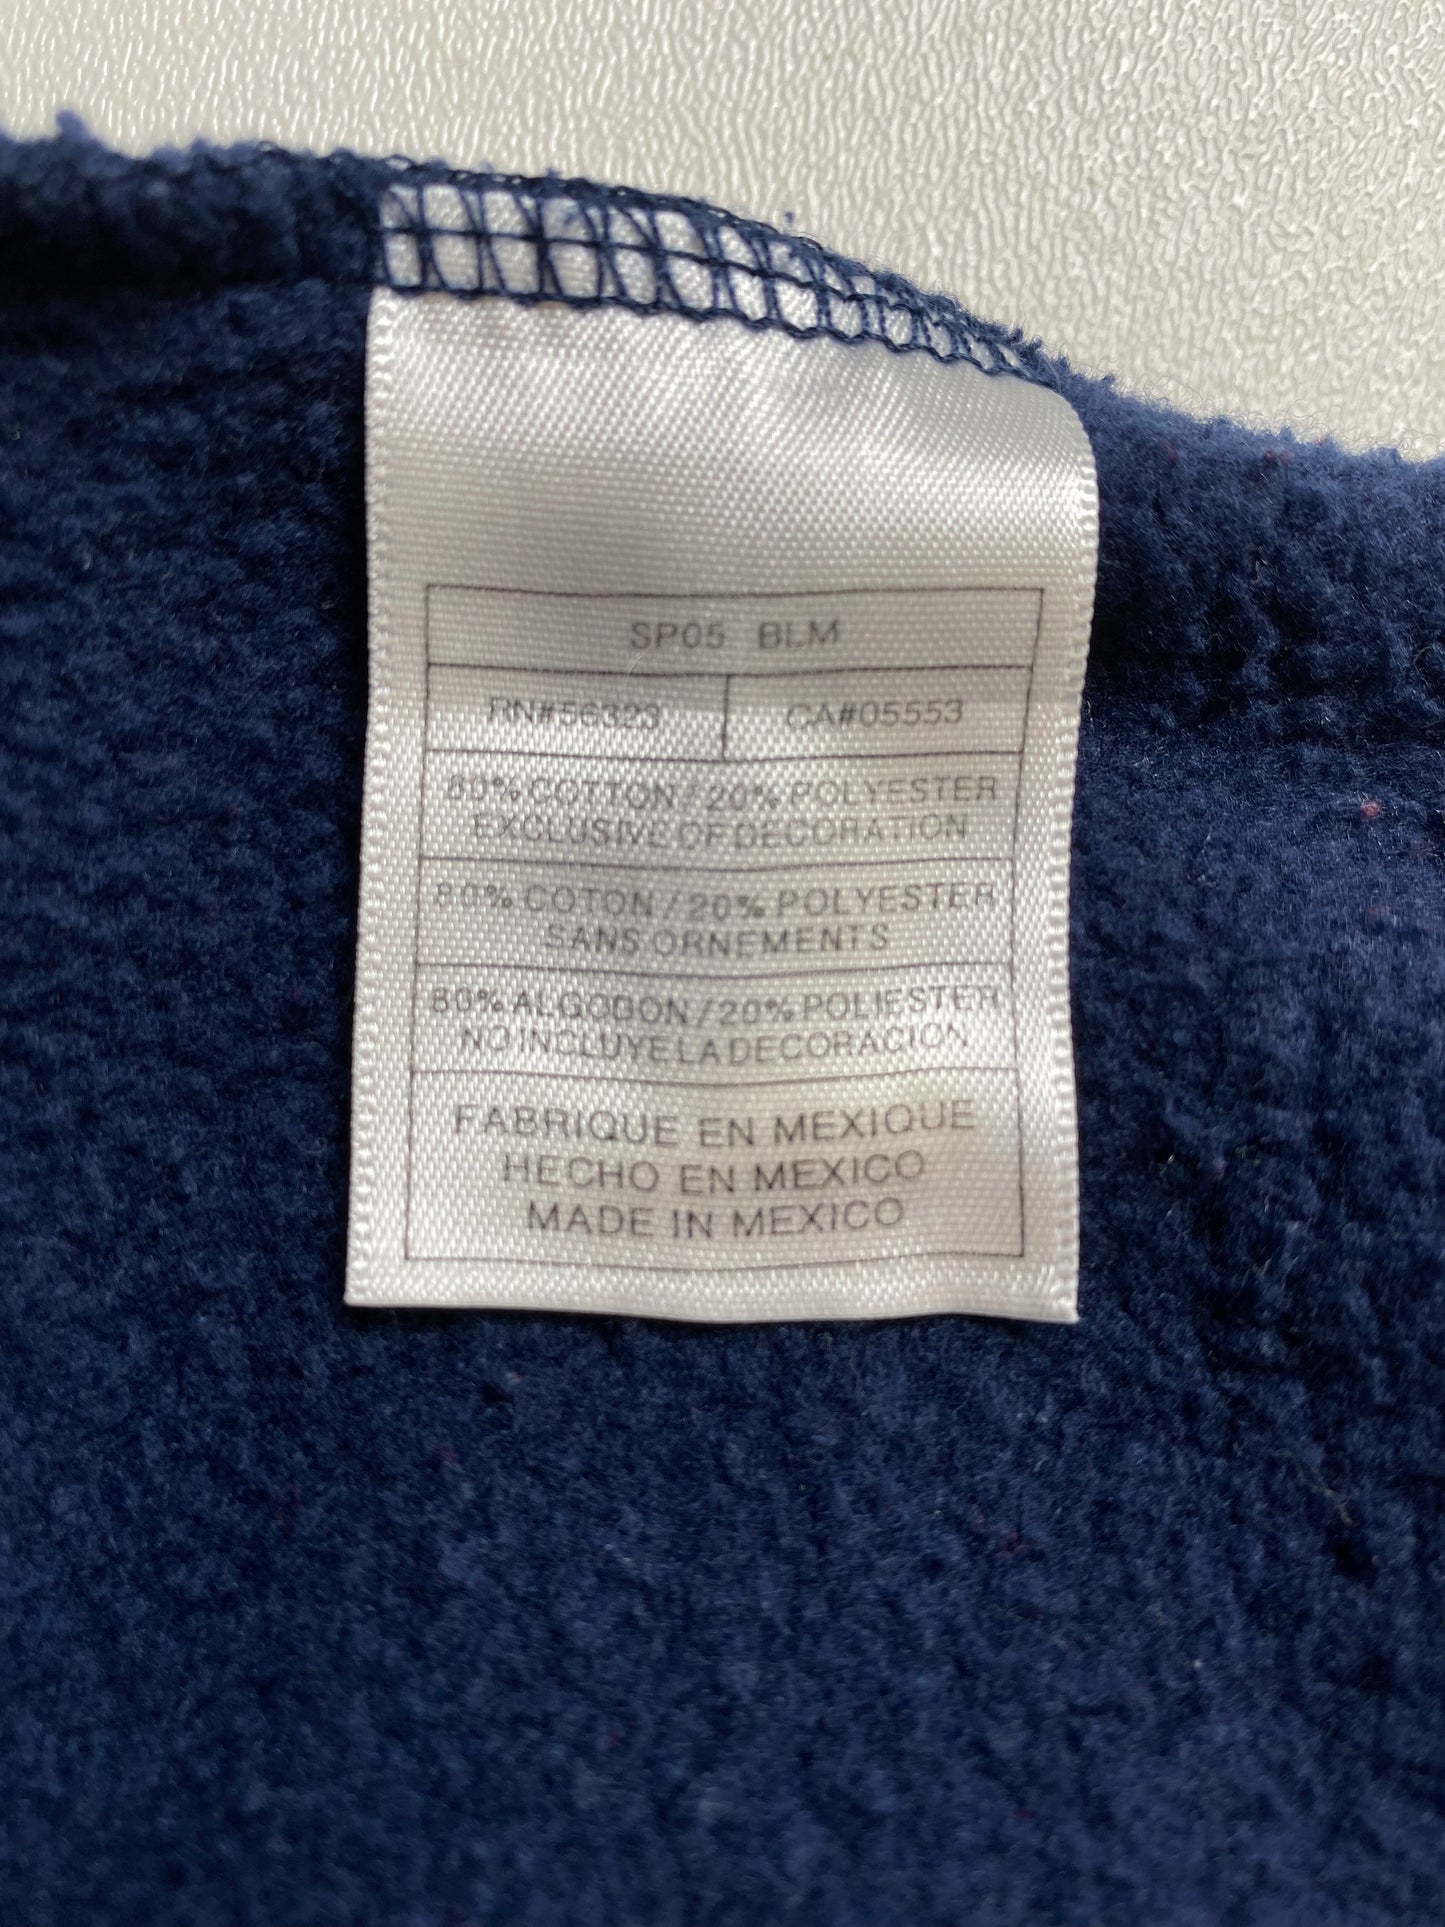 SP05 BLM
RN#56323 CA#05553
80% COTTON / 20% POLYESTER
EXCLUSIVE OF DECORATION
80% COTON / 20% POLYESTER
SANS ORNEMENTS
80% ALGODON / 20% POLIESTER
NO INCLUYE LA DECORACION
FABRIQUE EN MEXIQUE
HECHO EN MEXICO
MADE IN MEXICO